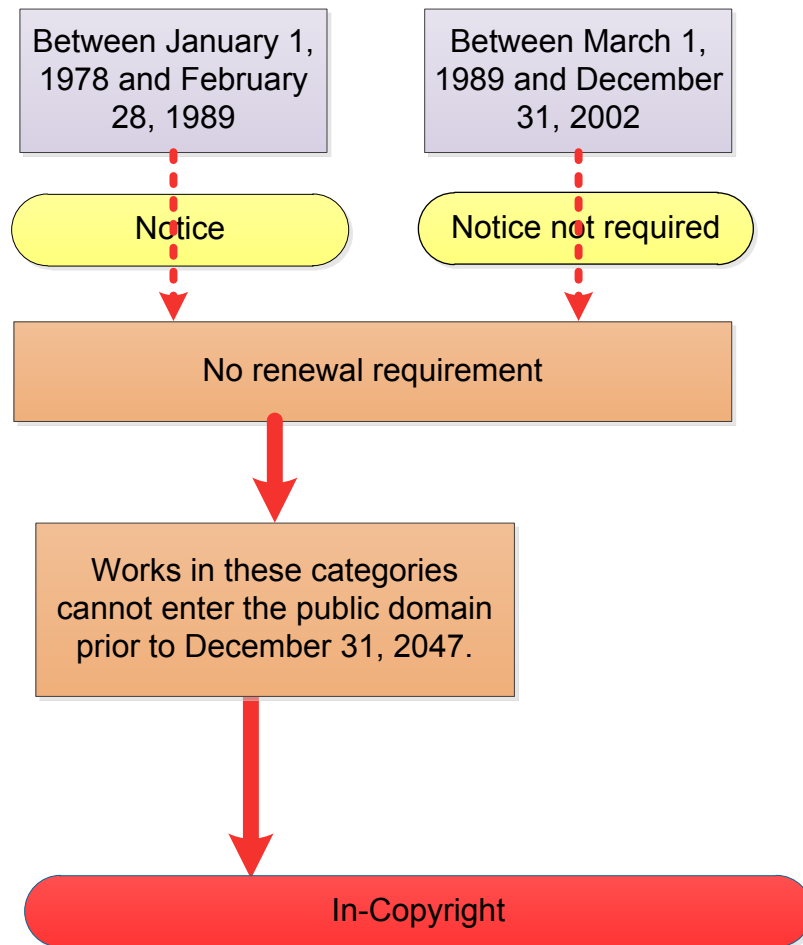 Between January 1,
1978 and February
28, 1989
Between March 1,
1989 and December
31, 2002
Notice
Notice not required
No renewal requirement
Works in these categories
cannot enter the public domain
prior to December 31, 2047.
In-Copyright